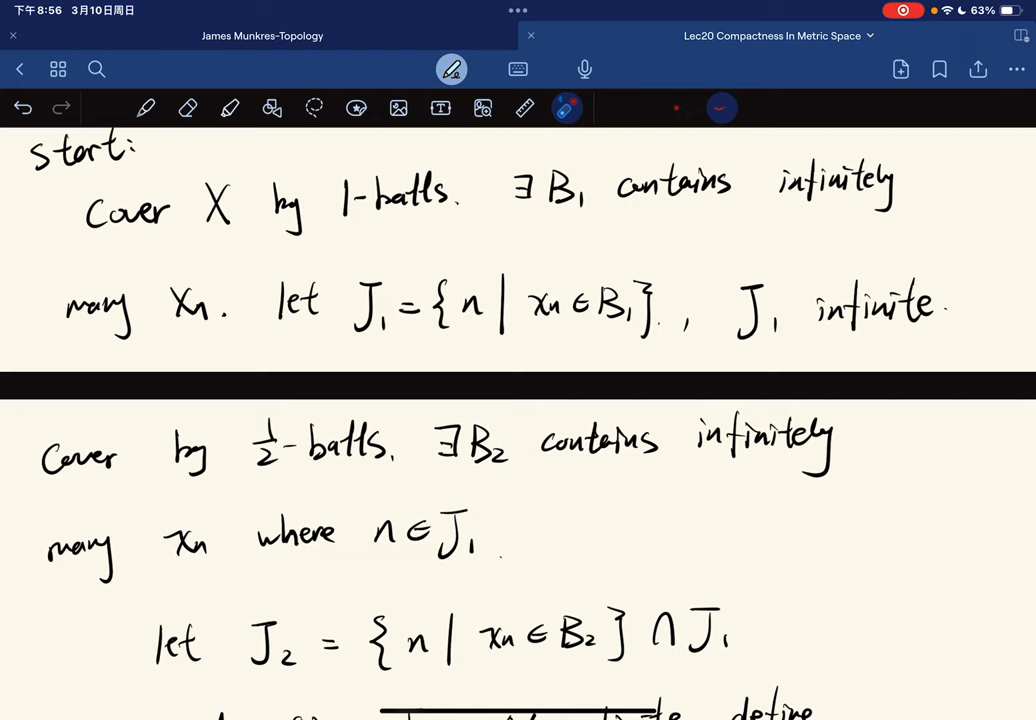 下午8:56 3月10日周日
63%
James Munkres-Topology
Lec20 Compactness In Metric Space
start:
Cover X by 1-balls. ∃ B₁ contains infinitely
many xₙ. let J₁ = {n | xₙ ∈ B₁}, J₁ infinite.
Cover by 1/2-balls. ∃ B₂ contains infinitely
many xₙ where n ∈ J₁.
let J₂ = {n | xₙ ∈ B₂} ∩ J₁
define